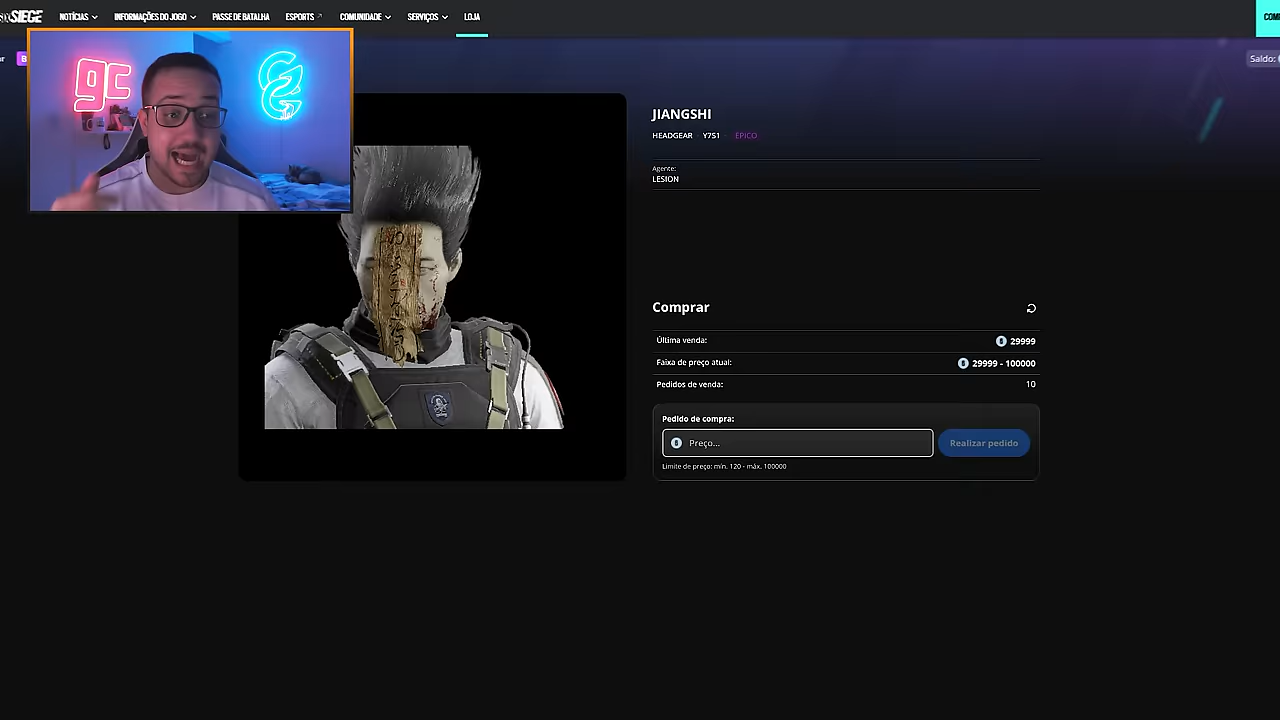 SIEGE
NOTÍCIAS
INFORMAÇÕES DO JOGO
PASSE DE BATALHA
ESPORTS
COMUNIDADE
SERVIÇOS
LOJA
Saldo:
gc
JIANGSHI
HEADGEAR Y7S1 ÉPICO
Agente:
LESION
Comprar
Última venda: 29999
Faixa de preço atual: 29999 - 100000
Pedidos de venda: 10
Pedido de compra:
Preço...
Realizar pedido
Limite de preço: mín. 120 - máx. 100000